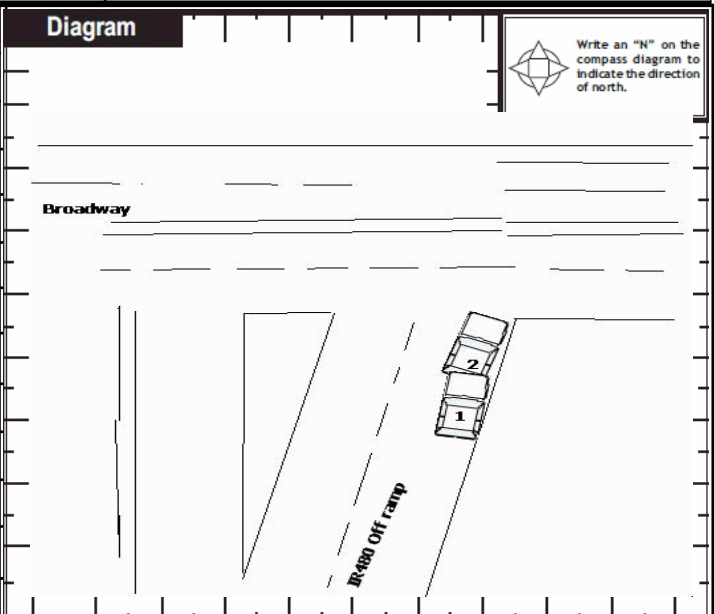 Diagram
Write an “N” on the
compass diagram to
indicate the direction
of north.
Broadway
2
1
IR480 Off ramp